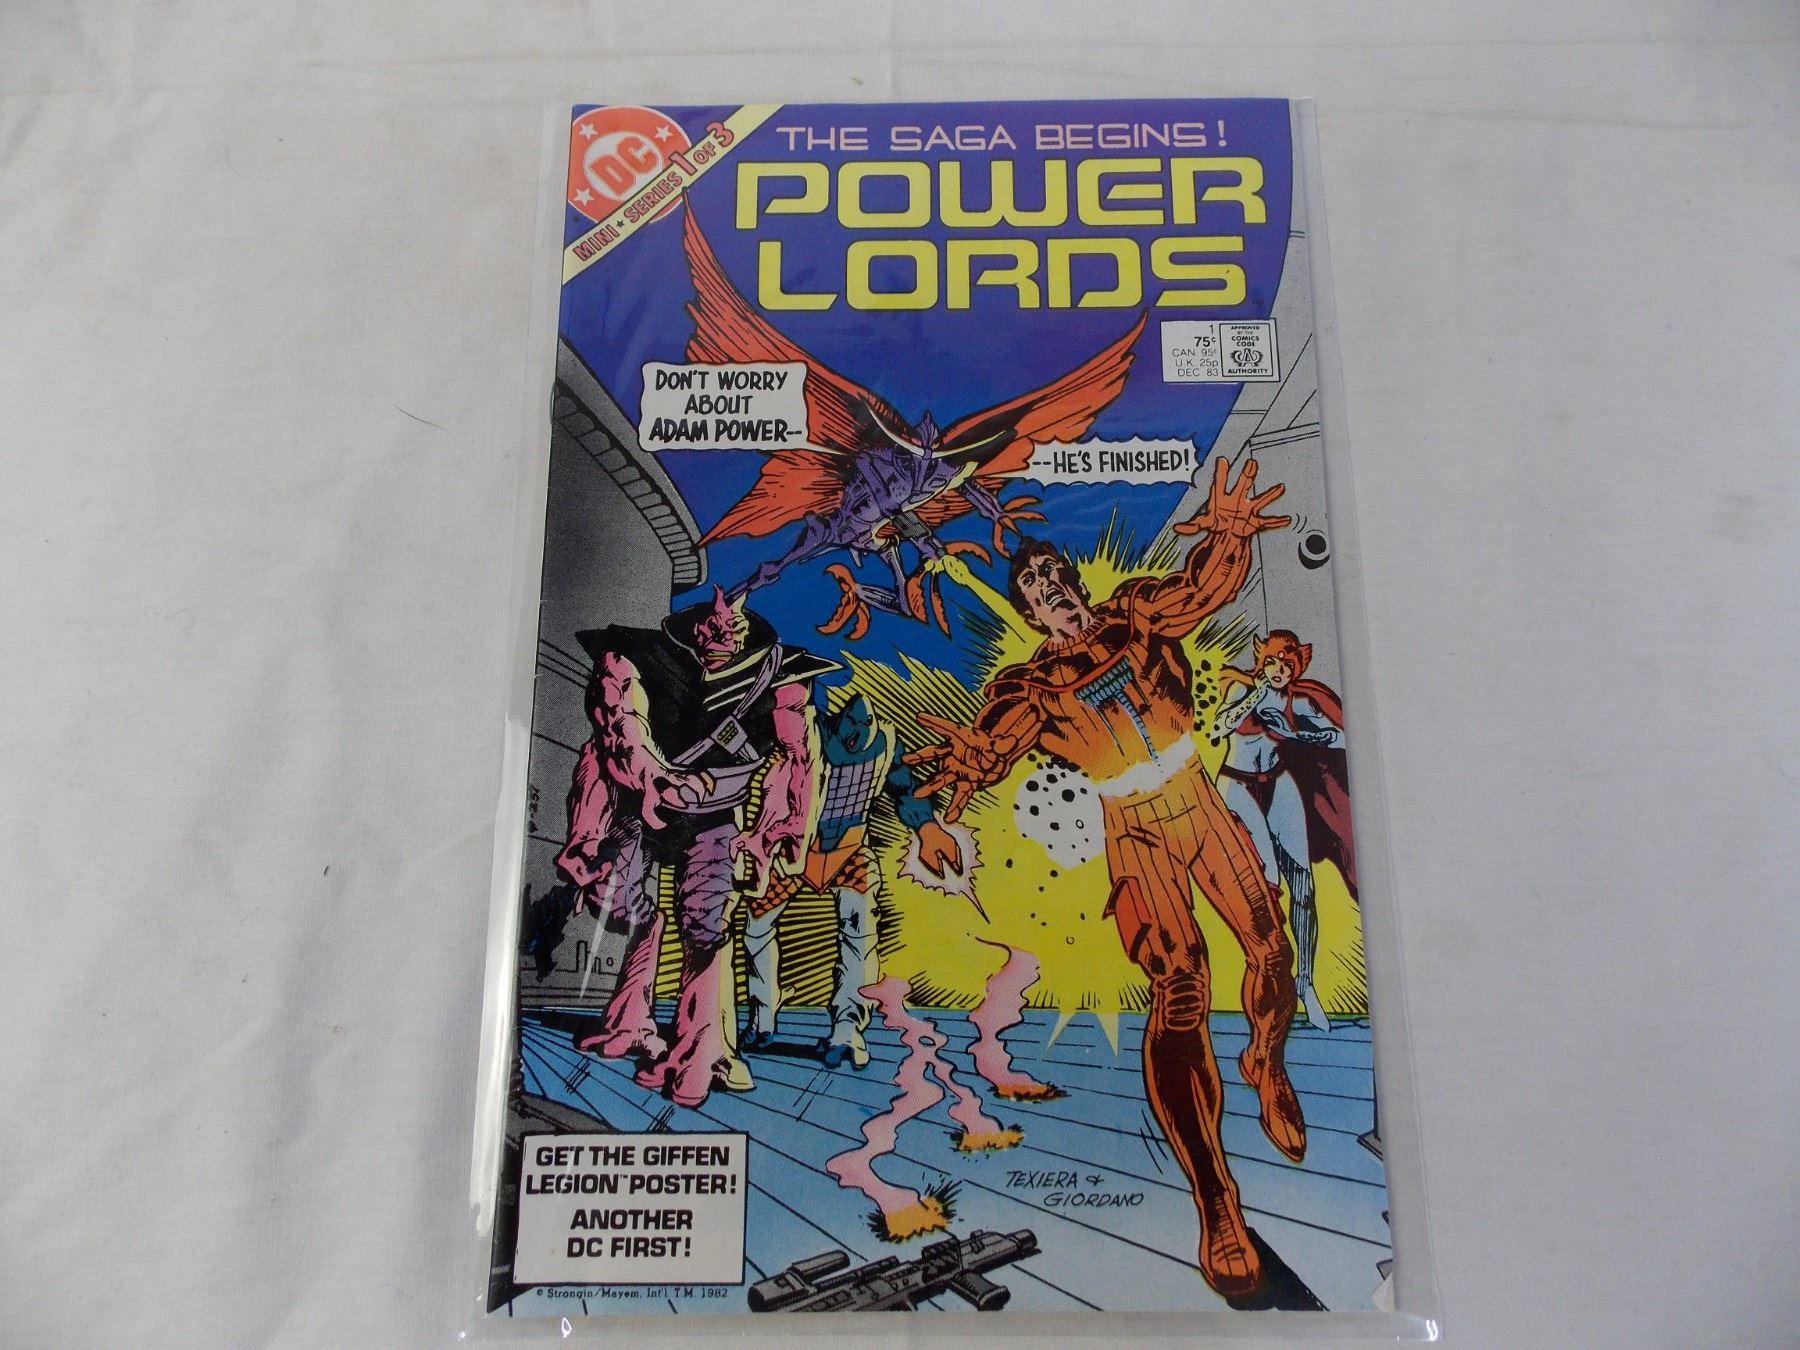 DC
MINI★SERIES 1 OF 3
THE SAGA BEGINS!
POWER
LORDS
1
75¢
CAN. 95¢
U.K. 25p
DEC 83
APPROVED
BY THE
COMICS
CODE
CA
AUTHORITY
DON'T WORRY
ABOUT
ADAM POWER--
--HE'S FINISHED!
TEXIERA &
GIORDANO
GET THE GIFFEN
LEGION™ POSTER!
ANOTHER
DC FIRST!
© Strongin/Mayem, Int'l T.M. 1982